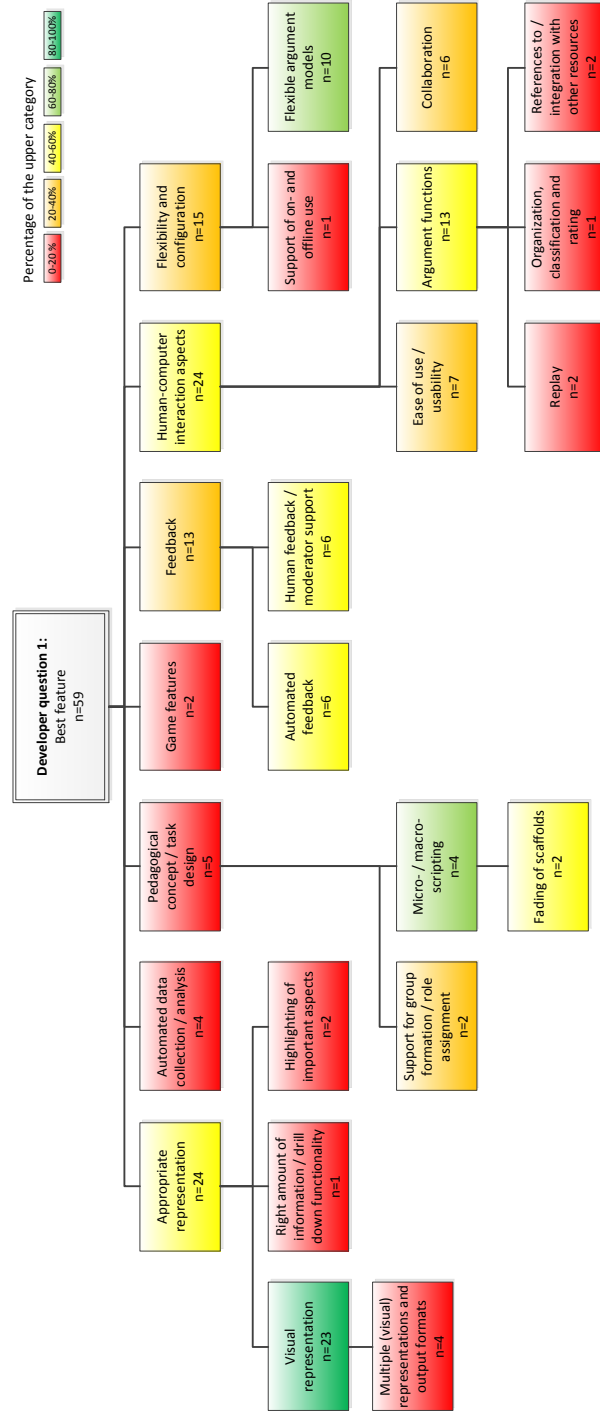 Percentage of the upper category
0-20 %
20-40%
40-60%
60-80%
80-100%
Developer question 1:
Best feature
n=59
Appropriate
representation
n=24
Automated data
collection / analysis
n=4
Pedagogical
concept / task
design
n=5
Game features
n=2
Feedback
n=13
Human-computer
interaction aspects
n=24
Flexibility and
configuration
n=15
Visual
representation
n=23
Right amount of
information / drill
down functionality
n=1
Highlighting of
important aspects
n=2
Automated
feedback
n=6
Human feedback /
moderator support
n=6
Support of on- and
offline use
n=1
Flexible argument
models
n=10
Multiple (visual)
representations and
output formats
n=4
Support for group
formation / role
assignment
n=2
Micro- / macro-
scripting
n=4
Ease of use /
usability
n=7
Argument functions
n=13
Collaboration
n=6
Fading of scaffolds
n=2
Replay
n=2
Organization,
classification and
rating
n=1
References to /
integration with
other resources
n=2